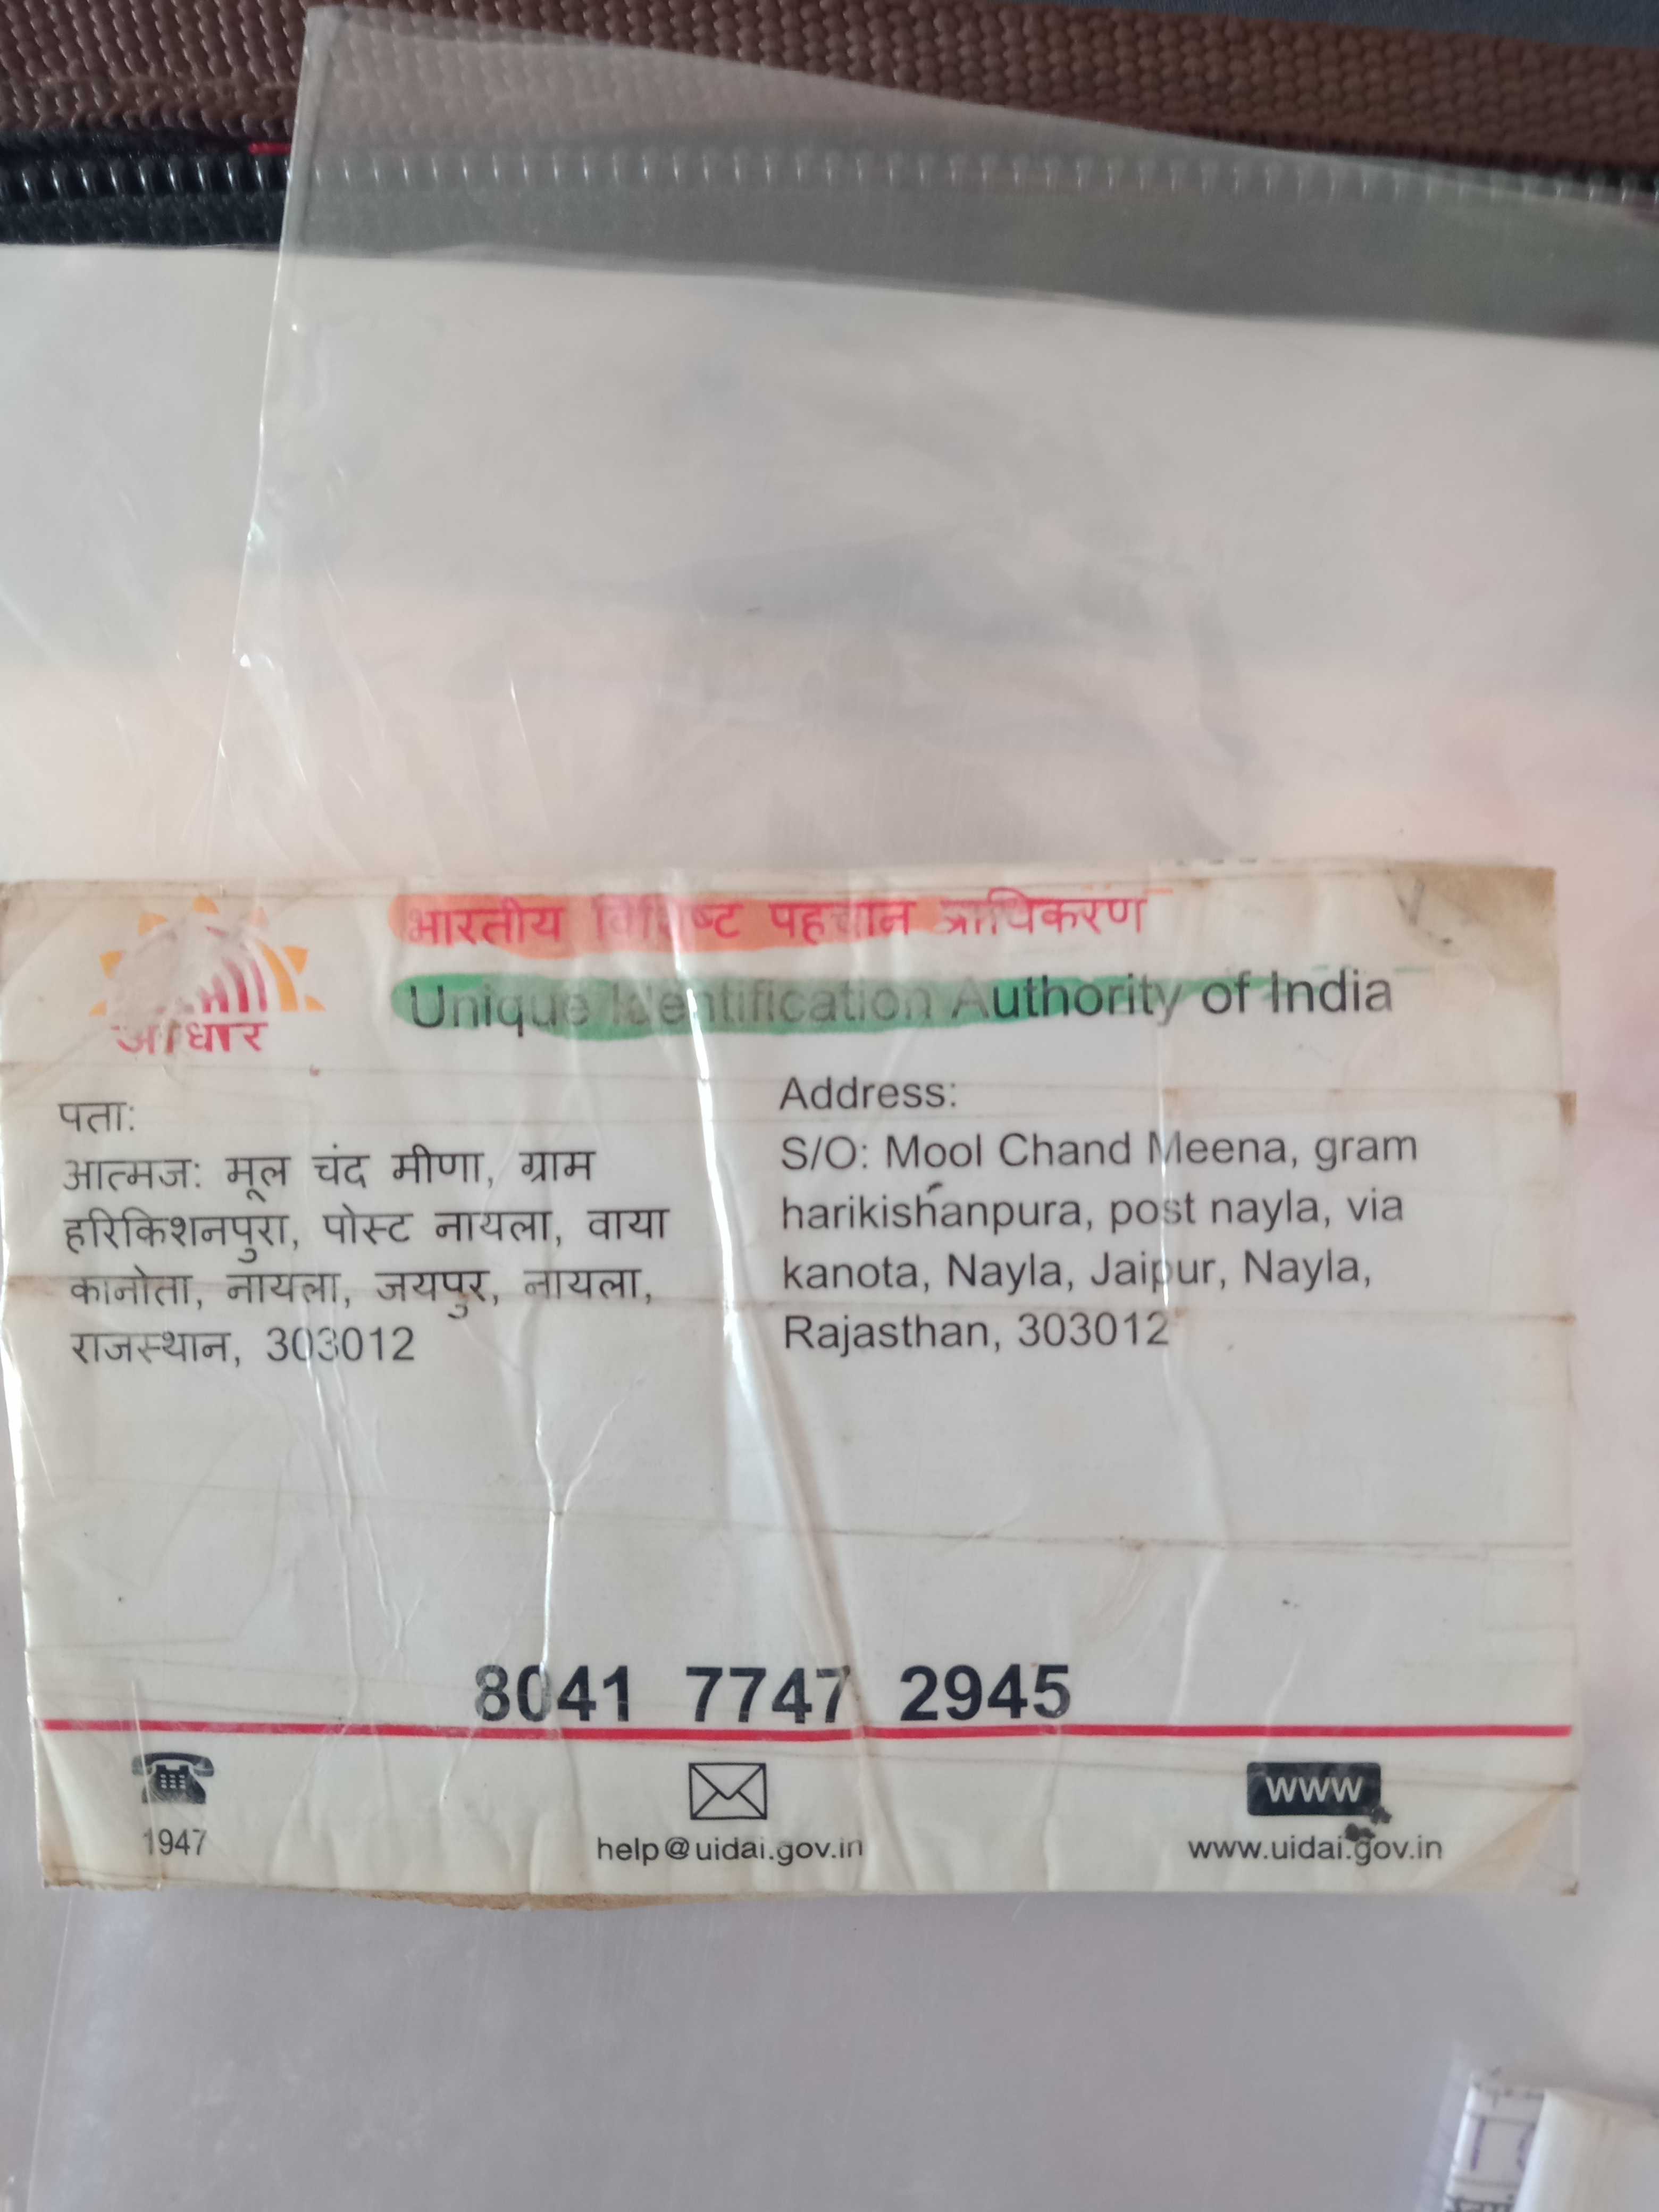 भारतीय विशिष्ट पहचान प्राधिकरण
Unique Identification Authority of India
आधार
पता:
आत्मज: मूल चंद मीणा, ग्राम
हरिकिशनपुरा, पोस्ट नायला, वाया
कानोता, नायला, जयपुर, नायला,
राजस्थान, 303012
Address:
S/O: Mool Chand Meena, gram
harikishanpura, post nayla, via
kanota, Nayla, Jaipur, Nayla,
Rajasthan, 303012
8041 7747 2945
1947
help@uidai.gov.in
www
www.uidai.gov.in